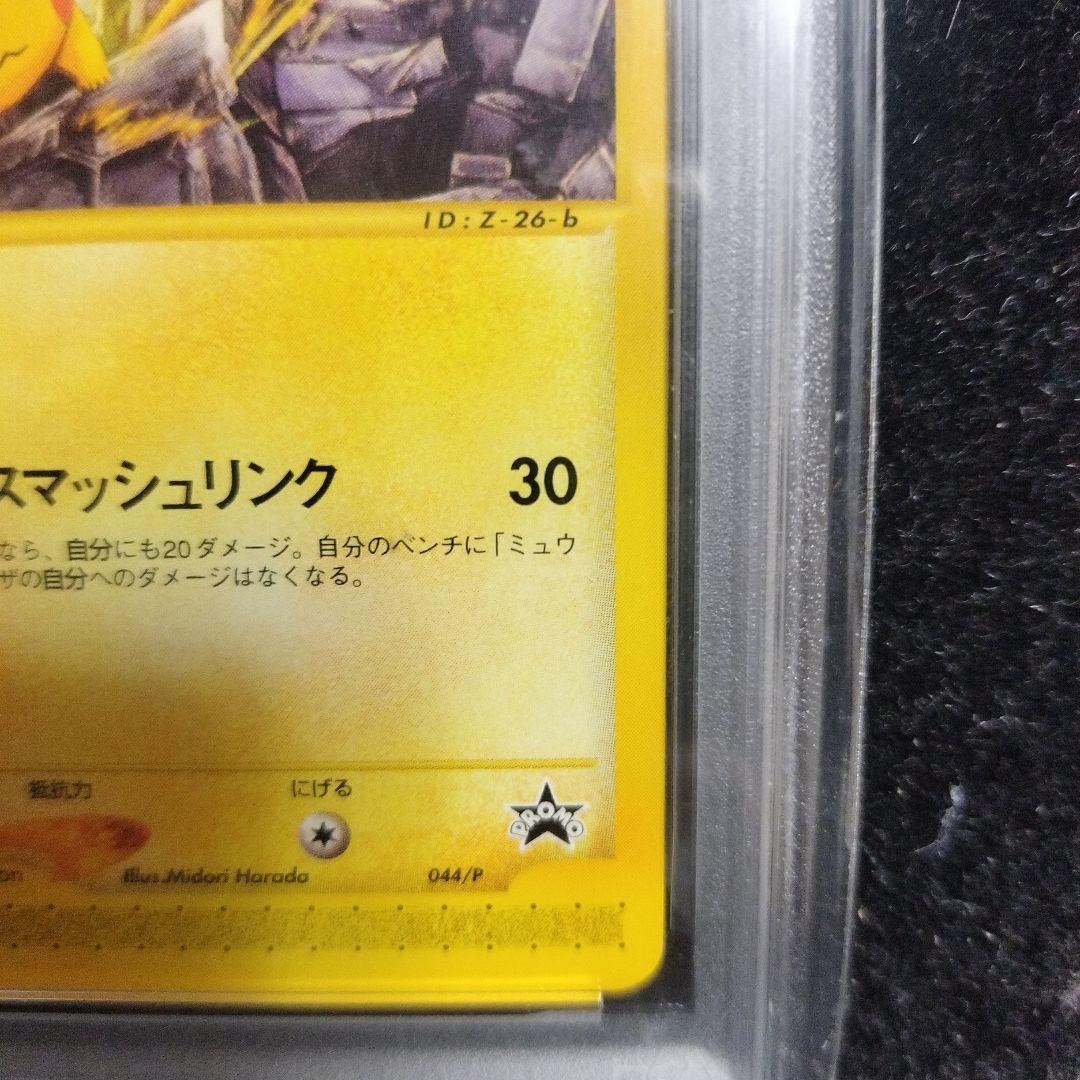 ID:Z-26-b
スマッシュリンク 30
なら、自分にも20ダメージ。自分のベンチに「ミュウ
ザの自分へのダメージはなくなる。
抵抗力 にげる
PROMO
on Illus.Midori Harada 044/P